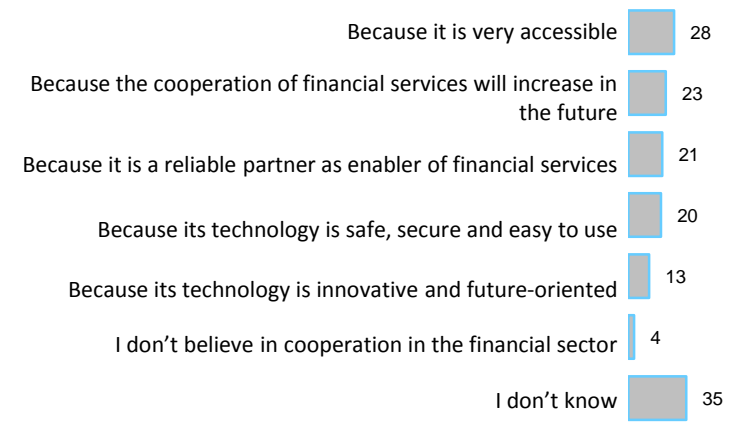 Because it is very accessible 28
Because the cooperation of financial services will increase in
the future 23
Because it is a reliable partner as enabler of financial services 21
Because its technology is safe, secure and easy to use 20
Because its technology is innovative and future-oriented 13
I don’t believe in cooperation in the financial sector 4
I don’t know 35